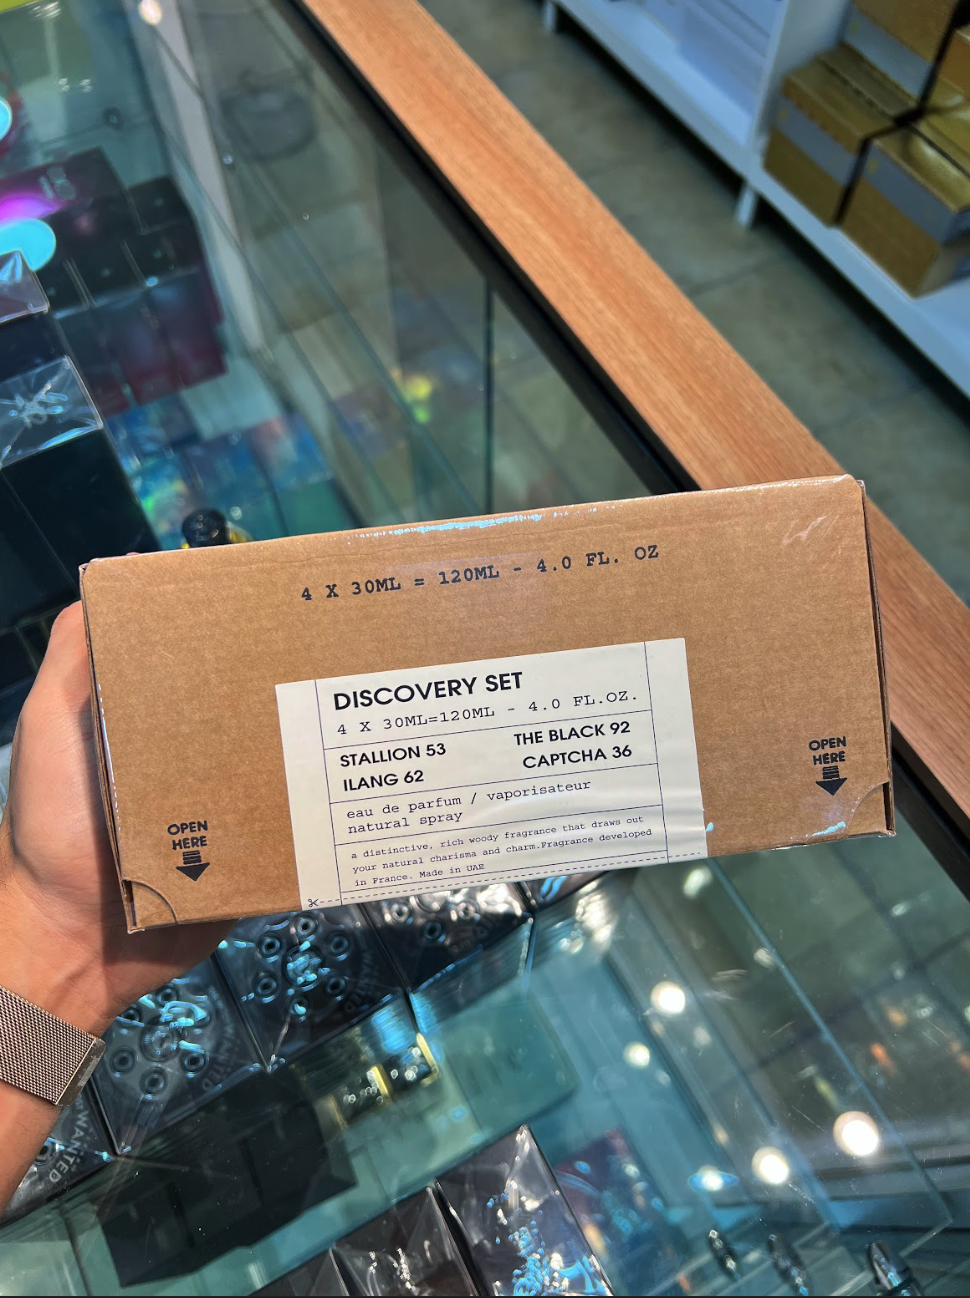 4 X 30ML = 120ML - 4.0 FL. OZ
DISCOVERY SET
4 X 30ML=120ML - 4.0 FL.OZ.
STALLION 53 THE BLACK 92
ILANG 62 CAPTCHA 36
eau de parfum / vaporisateur
natural spray
a distinctive, rich woody fragrance that draws out
your natural charisma and charm.Fragrance developed
in France. Made in UAE
OPEN
HERE
OPEN
HERE